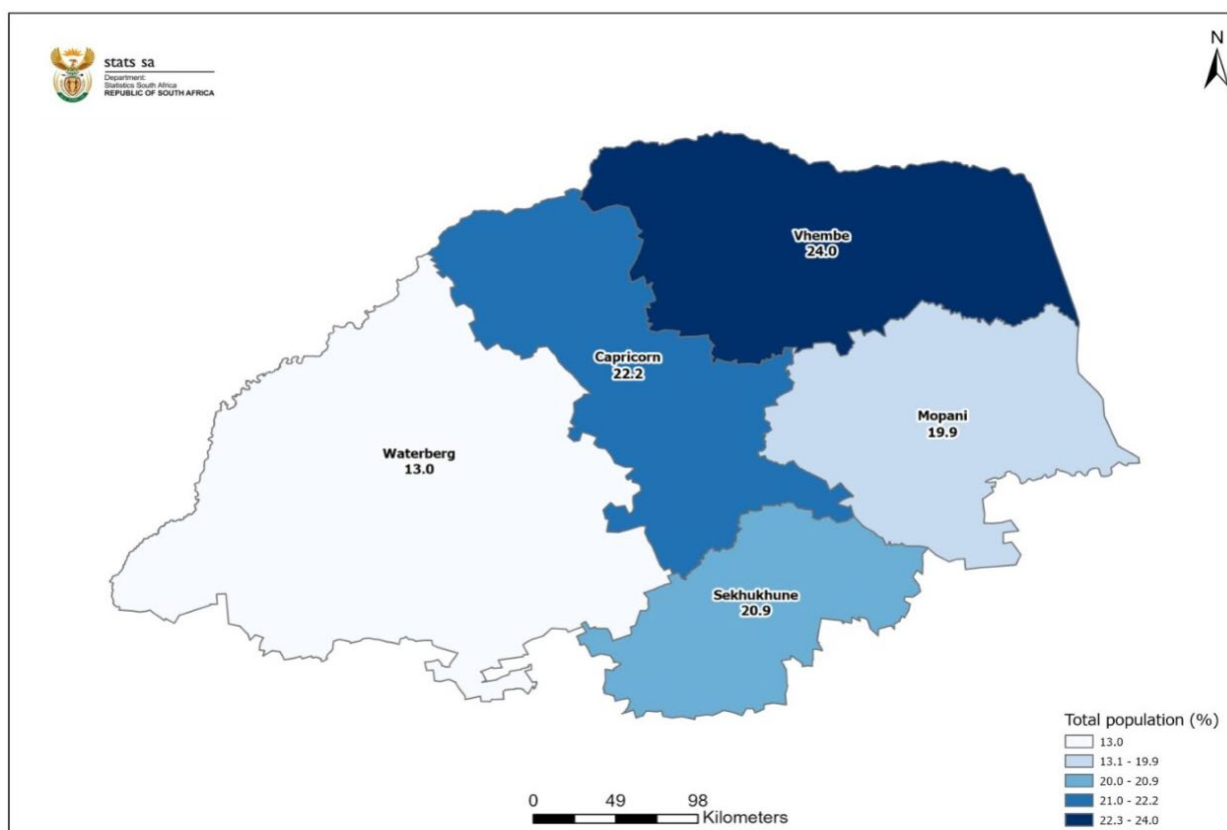 stats sa
Department:
Statistics South Africa
REPUBLIC OF SOUTH AFRICA
N
Vhembe
24.0
Capricorn
22.2
Mopani
19.9
Waterberg
13.0
Sekhukhune
20.9
Total population (%)
13.0
13.1 - 19.9
20.0 - 20.9
21.0 - 22.2
22.3 - 24.0
0 49 98
Kilometers